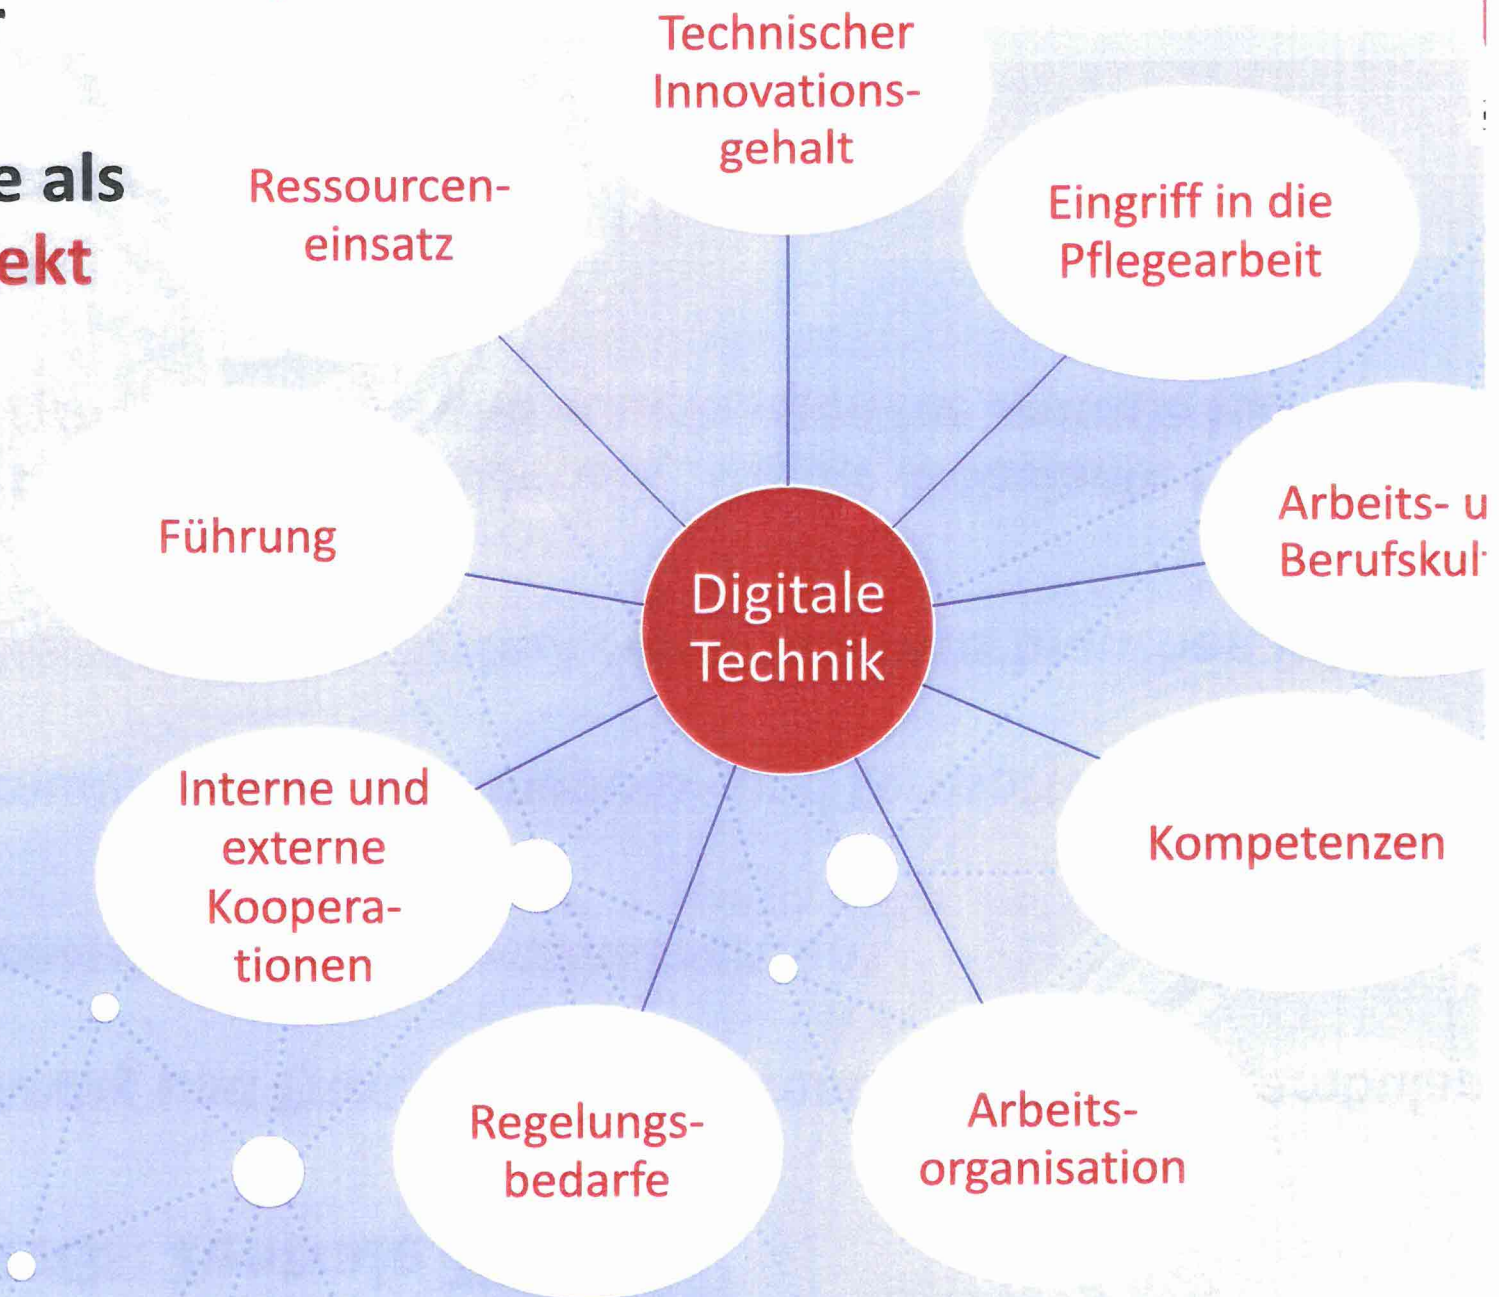 e als
ekt
Technischer
Innovations-
gehalt
Ressourcen-
einsatz
Eingriff in die
Pflegearbeit
Führung
Arbeits- u
Berufskul
Digitale
Technik
Interne und
externe
Koopera-
tionen
Kompetenzen
Regelungs-
bedarfe
Arbeits-
organisation